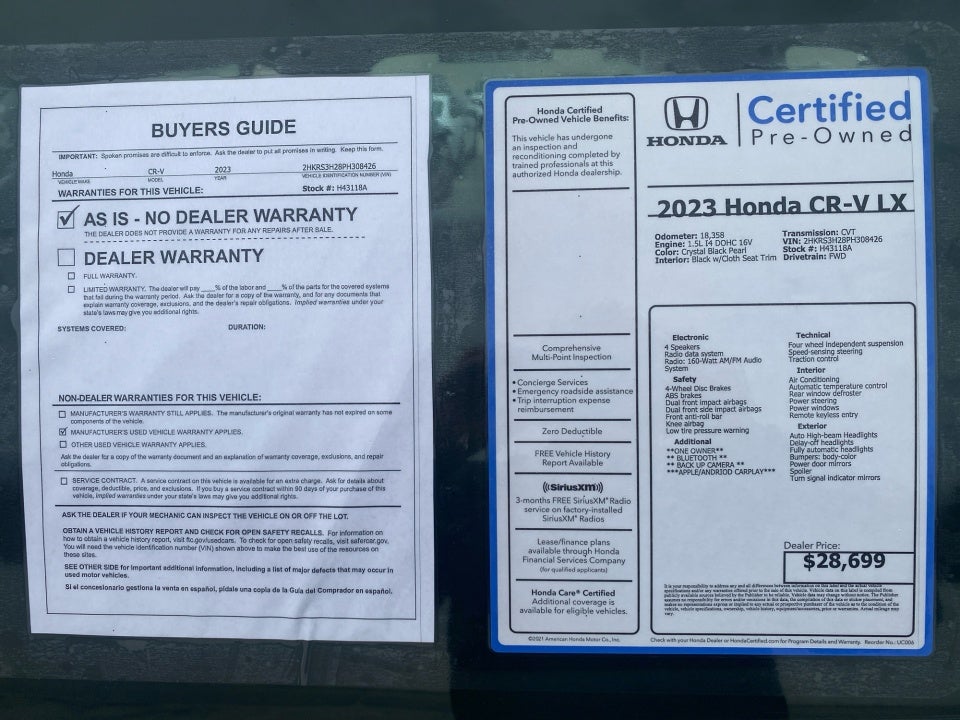 BUYERS GUIDE
IMPORTANT: Spoken promises are difficult to enforce. Ask the dealer to put all promises in writing. Keep this form.
Honda CR-V 2023 2HKRS3H28PH308426
VEHICLE MAKE MODEL YEAR VEHICLE IDENTIFICATION NUMBER (VIN)
WARRANTIES FOR THIS VEHICLE: Stock #: H43118A
AS IS - NO DEALER WARRANTY
THE DEALER DOES NOT PROVIDE A WARRANTY FOR ANY REPAIRS AFTER SALE.
DEALER WARRANTY
FULL WARRANTY.
LIMITED WARRANTY. The dealer will pay ____% of the labor and ____% of the parts for the covered systems
that fail during the warranty period. Ask the dealer for a copy of the warranty, and for any documents that
explain warranty coverage, exclusions, and the dealer's repair obligations. Implied warranties under your
state's laws may give you additional rights.
SYSTEMS COVERED: DURATION:
NON-DEALER WARRANTIES FOR THIS VEHICLE:
MANUFACTURER'S WARRANTY STILL APPLIES. The manufacturer's original warranty has not expired on some
components of the vehicle.
MANUFACTURER'S USED VEHICLE WARRANTY APPLIES.
OTHER USED VEHICLE WARRANTY APPLIES.
Ask the dealer for a copy of the warranty document and an explanation of warranty coverage, exclusions, and repair
obligations.
SERVICE CONTRACT. A service contract on this vehicle is available for an extra charge. Ask for details about
coverage, deductible, price, and exclusions. If you buy a service contract within 90 days of your purchase of
this vehicle, implied warranties under your state's laws may give you additional rights.
ASK THE DEALER IF YOUR MECHANIC CAN INSPECT THE VEHICLE ON OR OFF THE LOT.
OBTAIN A VEHICLE HISTORY REPORT AND CHECK FOR OPEN SAFETY RECALLS. For information on
how to obtain a vehicle history report, visit ftc.gov/usedcars. To check for open safety recalls, visit safercar.gov.
You will need the vehicle identification number (VIN) shown above to make the best use of the resources on
these sites.
SEE OTHER SIDE for important additional information, including a list of major defects that may occur in
used motor vehicles.
Si el concesionario gestiona la venta en español, pídale una copia de la Guía del Comprador en español.
Honda Certified
Pre-Owned Vehicle Benefits:
This vehicle has undergone
an inspection and
reconditioning completed by
trained professionals at this
authorized Honda dealership.
Comprehensive
Multi-Point Inspection
• Concierge Services
• Emergency roadside assistance
• Trip interruption expense
reimbursement
Zero Deductible
FREE Vehicle History
Report Available
((SiriusXM))
3-months FREE SiriusXM® Radio
service on factory-installed
SiriusXM® Radios
Lease/finance plans
available through Honda
Financial Services Company
(for qualified applicants)
Honda Care® Certified
Additional coverage is
available for eligible vehicles.
©2021 American Honda Motor Co., Inc.
HONDA
Certified
Pre-Owned
2023 Honda CR-V LX
Odometer: 18,358
Engine: 1.5L I4 DOHC 16V
Color: Crystal Black Pearl
Interior: Black w/Cloth Seat Trim
Transmission: CVT
VIN: 2HKRS3H28PH308426
Stock #: H43118A
Drivetrain: FWD
Electronic
4 Speakers
Radio data system
Radio: 160-Watt AM/FM Audio
System
Safety
4-Wheel Disc Brakes
ABS brakes
Dual front impact airbags
Dual front side impact airbags
Front anti-roll bar
Knee airbag
Low tire pressure warning
Additional
**ONE OWNER**
** BLUETOOTH **
** BACK UP CAMERA **
***APPLE/ANDRIOD CARPLAY***
Technical
Four wheel independent suspension
Speed-sensing steering
Traction control
Interior
Air Conditioning
Automatic temperature control
Rear window defroster
Power steering
Power windows
Remote keyless entry
Exterior
Auto High-beam Headlights
Delay-off headlights
Fully automatic headlights
Bumpers: body-color
Power door mirrors
Spoiler
Turn signal indicator mirrors
Dealer Price:
$28,699
Check with your Honda Dealer or HondaCertified.com for Program Details and Warranty. Reorder No.: UC006